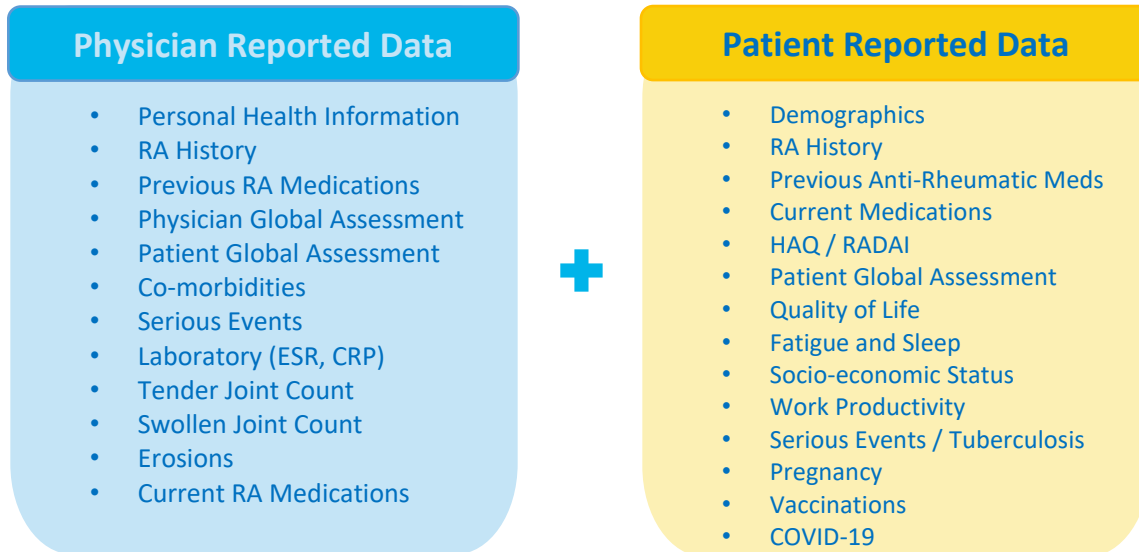 Physician Reported Data
• Personal Health Information
• RA History
• Previous RA Medications
• Physician Global Assessment
• Patient Global Assessment
• Co-morbidities
• Serious Events
• Laboratory (ESR, CRP)
• Tender Joint Count
• Swollen Joint Count
• Erosions
• Current RA Medications
Patient Reported Data
• Demographics
• RA History
• Previous Anti-Rheumatic Meds
• Current Medications
• HAQ / RADAI
• Patient Global Assessment
• Quality of Life
• Fatigue and Sleep
• Socio-economic Status
• Work Productivity
• Serious Events / Tuberculosis
• Pregnancy
• Vaccinations
• COVID-19